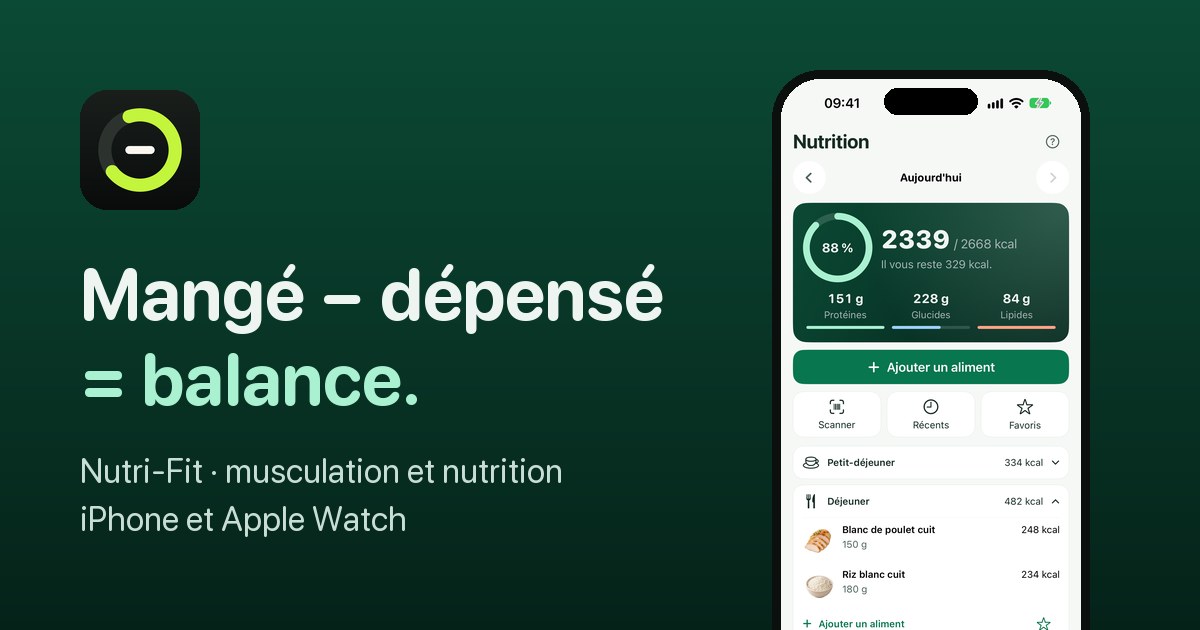 Mangé – dépensé
= balance.
Nutri-Fit · musculation et nutrition
iPhone et Apple Watch
09:41
Nutrition
Aujourd'hui
88 %
2339 / 2668 kcal
Il vous reste 329 kcal.
151 g 228 g 84 g
Protéines Glucides Lipides
+ Ajouter un aliment
Scanner Récents Favoris
Petit-déjeuner 334 kcal
Déjeuner 482 kcal
Blanc de poulet cuit 248 kcal
150 g
Riz blanc cuit 234 kcal
180 g
+ Ajouter un aliment